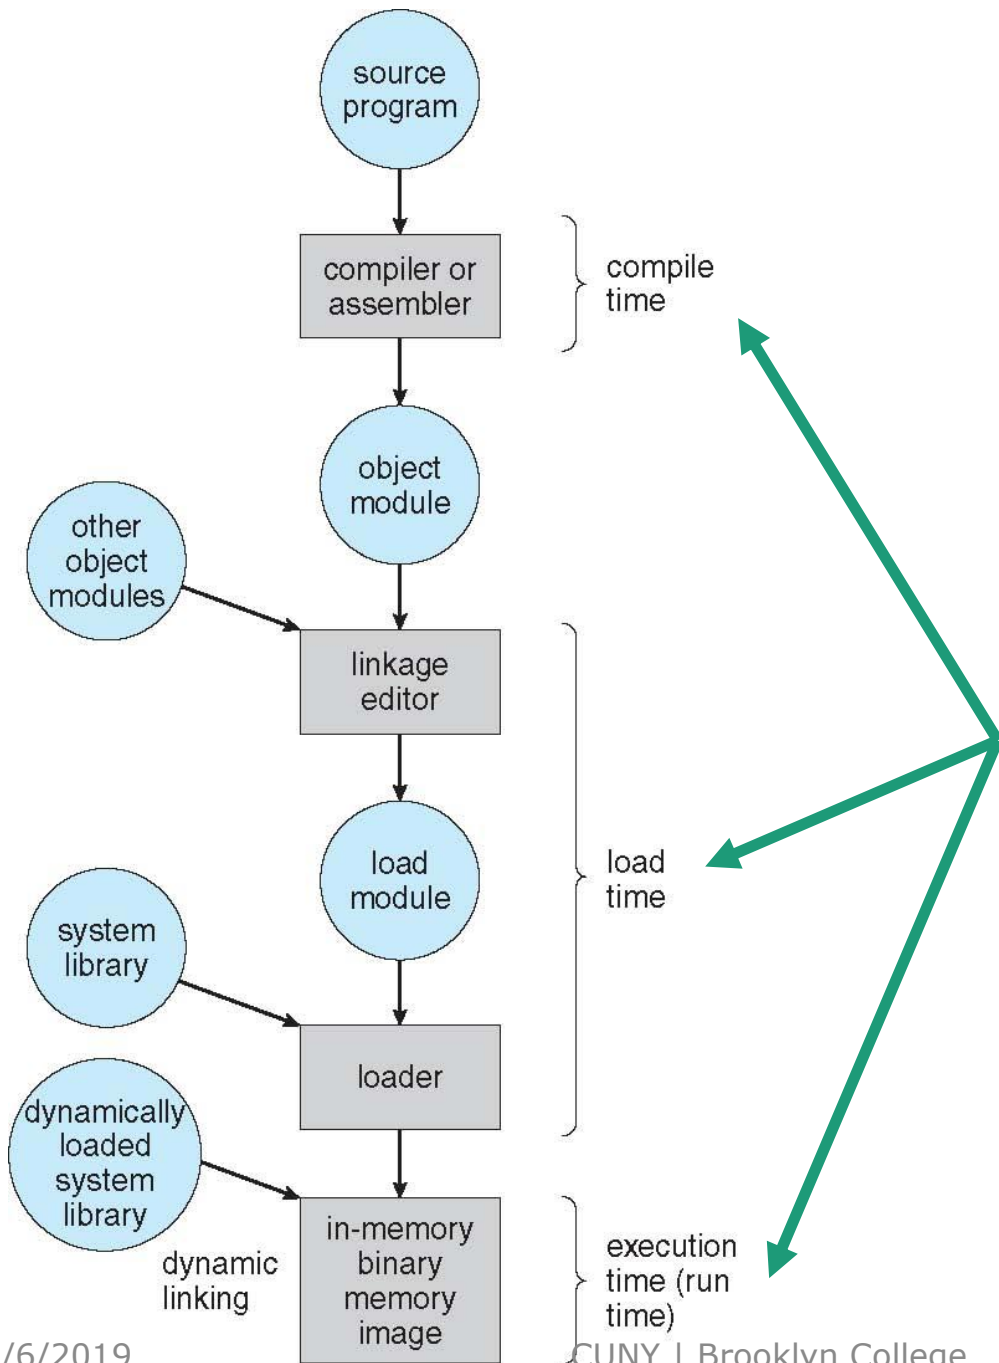 source
program
compiler or
assembler
compile
time
object
module
other
object
modules
linkage
editor
load
module
load
time
system
library
loader
dynamically
loaded
system
library
dynamic
linking
in-memory
binary
memory
image
execution
time (run
time)
/6/2019
CUNY | Brooklyn College